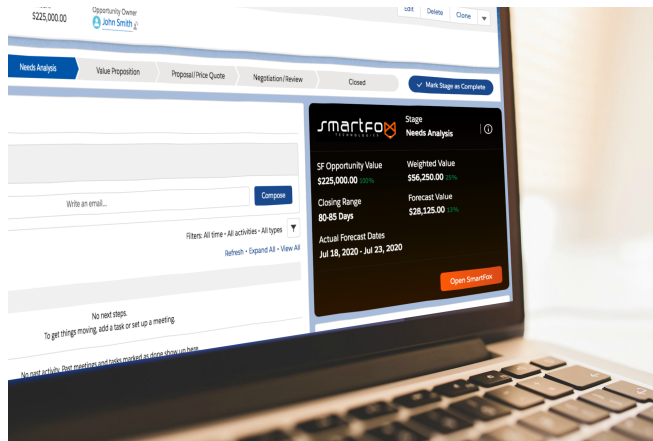 $225,000.00
Opportunity Owner
John Smith
Edit Delete Clone
Needs Analysis Value Proposition Proposal/Price Quote Negotiation/Review Closed Mark Stage as Complete
smartfox
TECHNOLOGIES
Stage
Needs Analysis
SF Opportunity Value
$225,000.00 100%
Weighted Value
$56,250.00 25%
Closing Range
80-85 Days
Forecast Value
$28,125.00 13%
Actual Forecast Dates
Jul 18, 2020 - Jul 23, 2020
Open SmartFox
Write an email...
Compose
Filters: All time • All activities • All types
Refresh • Expand All • View All
No next steps.
To get things moving, add a task or set up a meeting.
No past activity. Past meetings and tasks marked as done show up here.